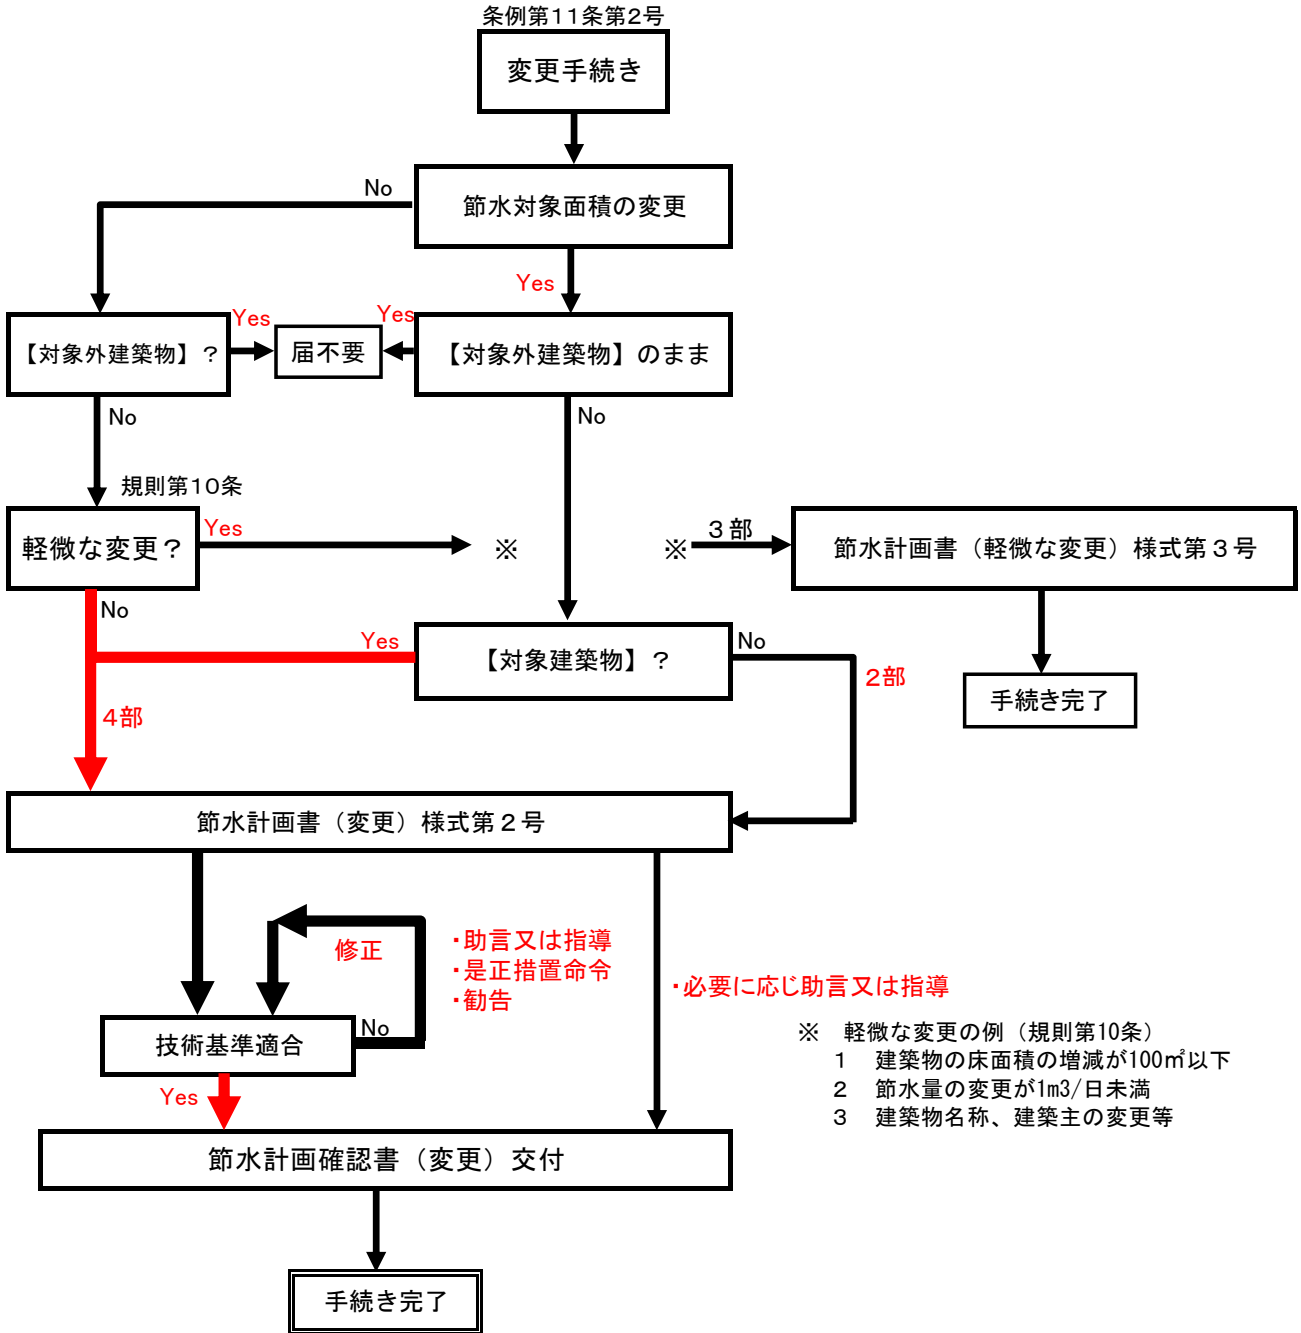 条例第１１条第２号
変更手続き
No
節水対象面積の変更
Yes
【対象外建築物】？
Yes
届不要
Yes
【対象外建築物】のまま
No
No
規則第１０条
軽微な変更？
Yes
※
※
３部
節水計画書（軽微な変更）様式第３号
No
Yes
【対象建築物】？
No
２部
手続き完了
４部
節水計画書（変更）様式第２号
修正
・助言又は指導
・是正措置命令
・勧告
・必要に応じ助言又は指導
技術基準適合
No
※　軽微な変更の例（規則第10条）
１　建築物の床面積の増減が100㎡以下
２　節水量の変更が1m3/日未満
３　建築物名称、建築主の変更等
Yes
節水計画確認書（変更）交付
手続き完了